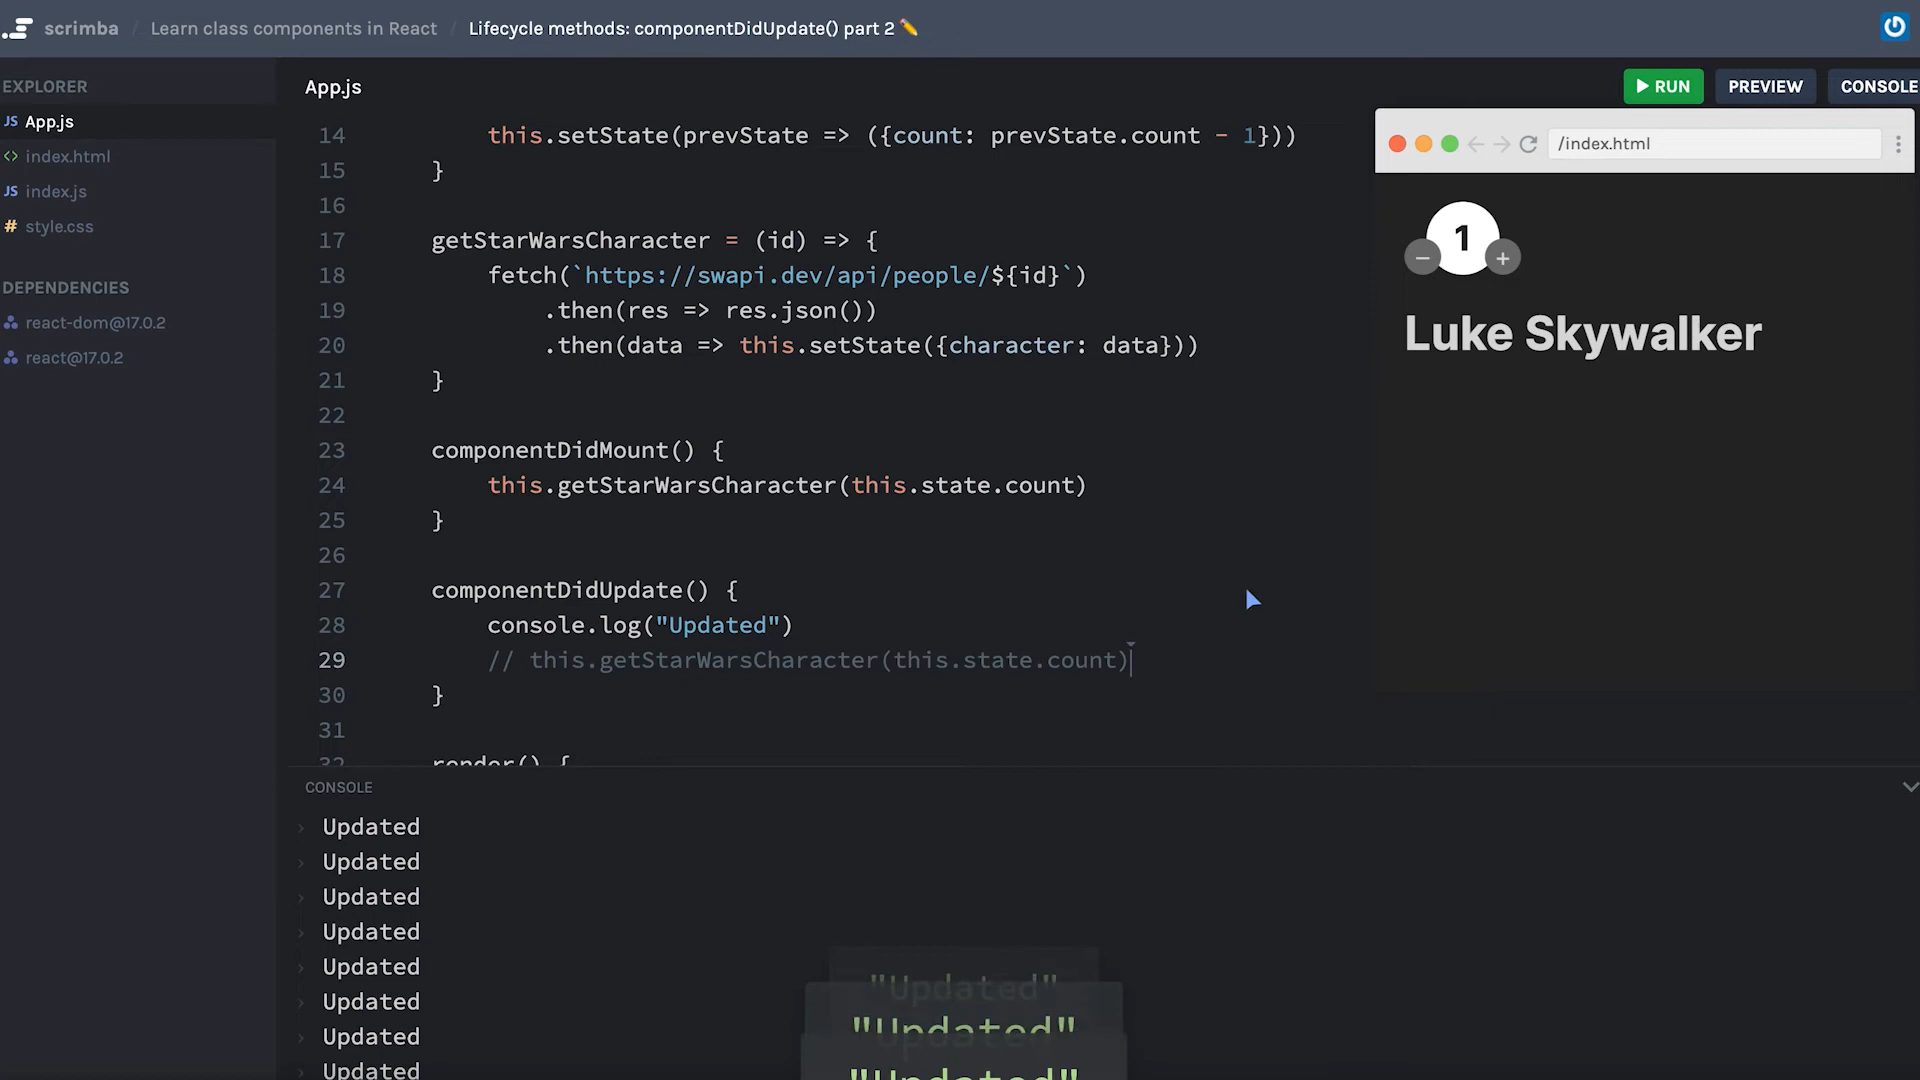 scrimba / Learn class components in React / Lifecycle methods: componentDidUpdate() part 2 ✏️
EXPLORER
JS App.js
<> index.html
JS index.js
# style.css
DEPENDENCIES
react-dom@17.0.2
react@17.0.2
App.js
RUN
PREVIEW
CONSOLE
14 this.setState(prevState => ({count: prevState.count - 1}))
15 }
16
17 getStarWarsCharacter = (id) => {
18 fetch(`https://swapi.dev/api/people/${id}`)
19 .then(res => res.json())
20 .then(data => this.setState({character: data}))
21 }
22
23 componentDidMount() {
24 this.getStarWarsCharacter(this.state.count)
25 }
26
27 componentDidUpdate() {
28 console.log("Updated")
29 // this.getStarWarsCharacter(this.state.count)
30 }
31
32 render() {
/index.html
1
− +
Luke Skywalker
CONSOLE
› Updated
› Updated
› Updated
› Updated
› Updated
› Updated
› Updated
› Updated
"Updated"
"Updated"
"Updated"